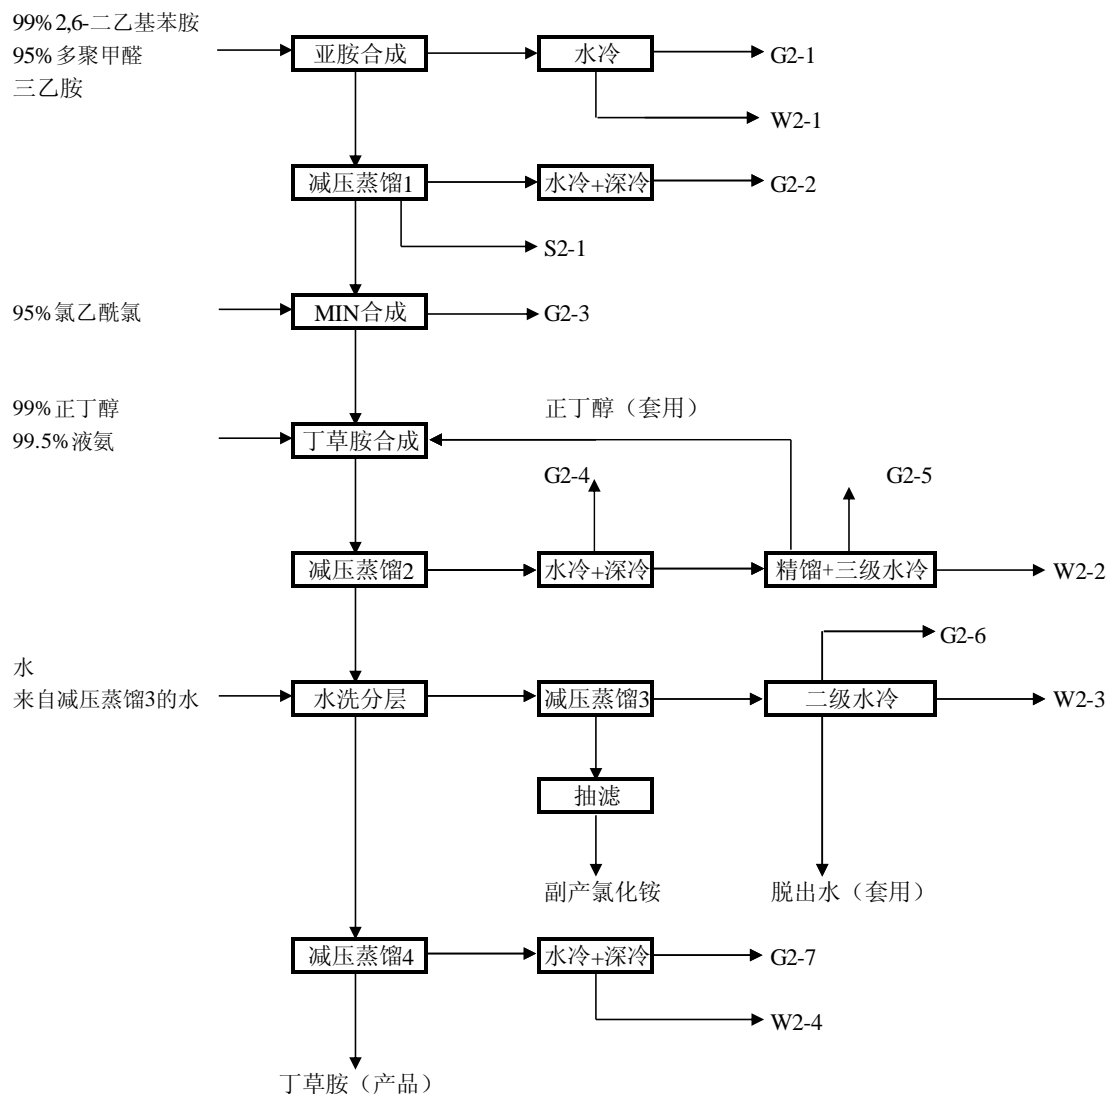 99% 2,6-二乙基苯胺
95% 多聚甲醛
三乙胺
亚胺合成
水冷
G2-1
W2-1
减压蒸馏1
水冷+深冷
G2-2
S2-1
95% 氯乙酰氯
MIN合成
G2-3
99% 正丁醇
99.5% 液氨
丁草胺合成
正丁醇（套用）
G2-4
G2-5
减压蒸馏2
水冷+深冷
精馏+三级水冷
W2-2
G2-6
水
来自减压蒸馏3的水
水洗分层
减压蒸馏3
二级水冷
W2-3
抽滤
副产氯化铵
脱出水（套用）
减压蒸馏4
水冷+深冷
G2-7
W2-4
丁草胺（产品）